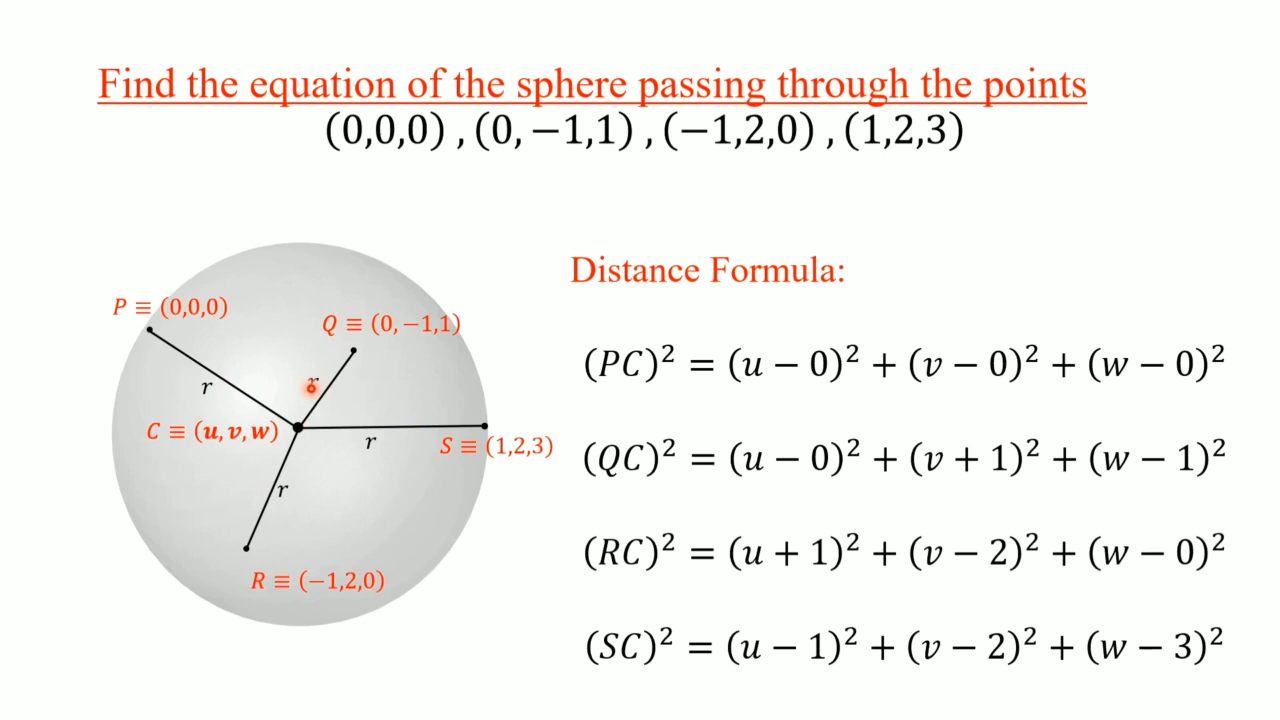 Find the equation of the sphere passing through the points
(0,0,0) , (0, −1,1) , (−1,2,0) , (1,2,3)
Distance Formula:
P ≡ (0,0,0)
Q ≡ (0, −1,1)
(PC)² = (u − 0)² + (v − 0)² + (w − 0)²
r
r
C ≡ (u, v, w)
r
S ≡ (1,2,3)
(QC)² = (u − 0)² + (v + 1)² + (w − 1)²
r
(RC)² = (u + 1)² + (v − 2)² + (w − 0)²
R ≡ (−1,2,0)
(SC)² = (u − 1)² + (v − 2)² + (w − 3)²